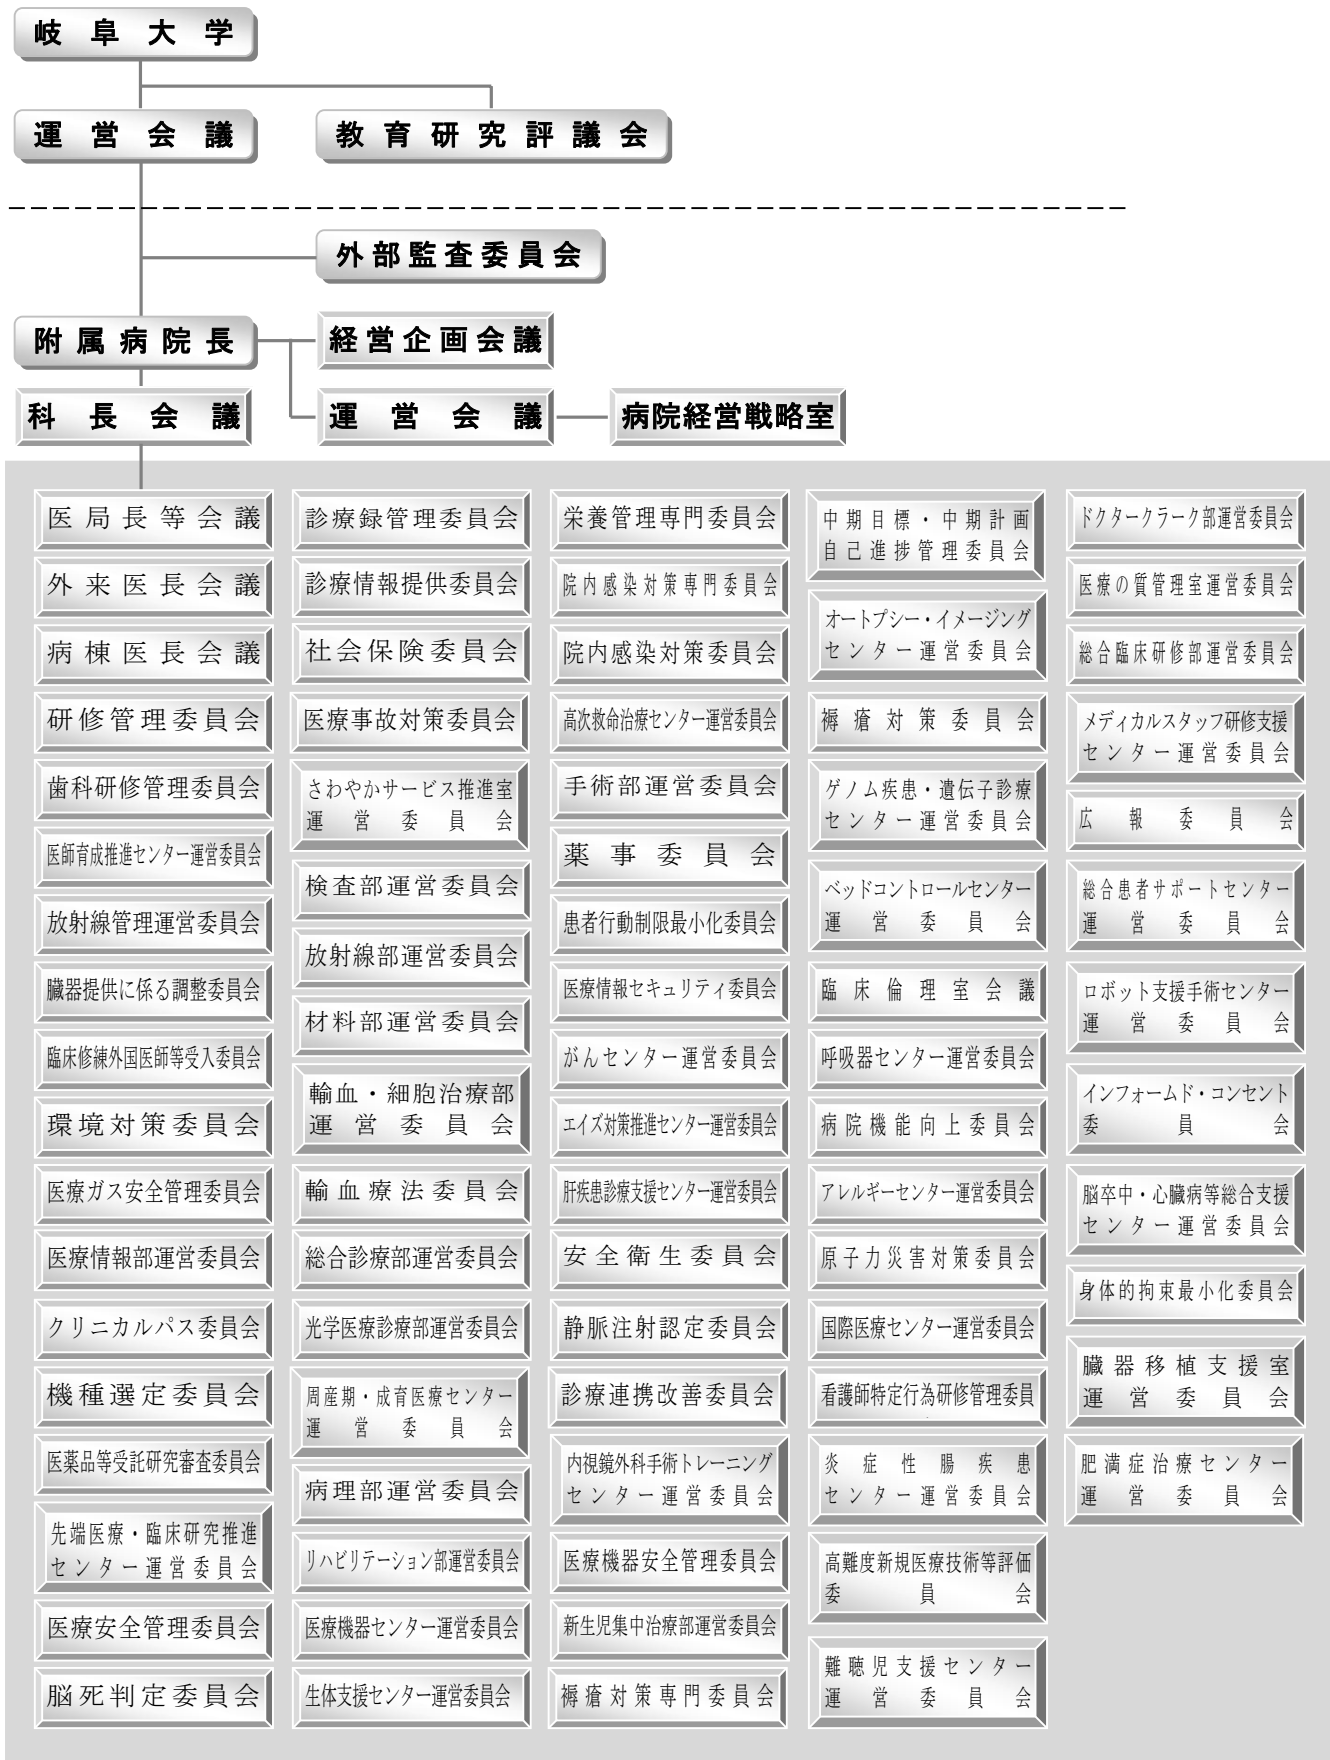 岐阜大学
運営会議
教育研究評議会
外部監査委員会
附属病院長
経営企画会議
科長会議
運営会議
病院経営戦略室
医局長等会議
外来医長会議
病棟医長会議
研修管理委員会
歯科研修管理委員会
医師育成推進センター運営委員会
放射線管理運営委員会
臓器提供に係る調整委員会
臨床修練外国医師等受入委員会
環境対策委員会
医療ガス安全管理委員会
医療情報部運営委員会
クリニカルパス委員会
機種選定委員会
医薬品等受託研究審査委員会
先端医療・臨床研究推進
センター運営委員会
医療安全管理委員会
脳死判定委員会
診療録管理委員会
診療情報提供委員会
社会保険委員会
医療事故対策委員会
さわやかサービス推進室
運営委員会
検査部運営委員会
放射線部運営委員会
材料部運営委員会
輸血・細胞治療部
運営委員会
輸血療法委員会
総合診療部運営委員会
光学医療診療部運営委員会
周産期・成育医療センター
運営委員会
病理部運営委員会
リハビリテーション部運営委員会
医療機器センター運営委員会
生体支援センター運営委員会
栄養管理専門委員会
院内感染対策専門委員会
院内感染対策委員会
高次救命治療センター運営委員会
手術部運営委員会
薬事委員会
患者行動制限最小化委員会
医療情報セキュリティ委員会
がんセンター運営委員会
エイズ対策推進センター運営委員会
肝疾患診療支援センター運営委員会
安全衛生委員会
静脈注射認定委員会
診療連携改善委員会
内視鏡外科手術トレーニング
センター運営委員会
医療機器安全管理委員会
新生児集中治療部運営委員会
褥瘡対策専門委員会
中期目標・中期計画
自己進捗管理委員会
オートプシー・イメージング
センター運営委員会
褥瘡対策委員会
ゲノム疾患・遺伝子診療
センター運営委員会
ベッドコントロールセンター
運営委員会
臨床倫理室会議
呼吸器センター運営委員会
病院機能向上委員会
アレルギーセンター運営委員会
原子力災害対策委員会
国際医療センター運営委員会
看護師特定行為研修管理委員
炎症性腸疾患
センター運営委員会
高難度新規医療技術等評価
委員会
難聴児支援センター
運営委員会
ドクタークラーク部運営委員会
医療の質管理室運営委員会
総合臨床研修部運営委員会
メディカルスタッフ研修支援
センター運営委員会
広報委員会
総合患者サポートセンター
運営委員会
ロボット支援手術センター
運営委員会
インフォームド・コンセント
委員会
脳卒中・心臓病等総合支援
センター運営委員会
身体的拘束最小化委員会
臓器移植支援室
運営委員会
肥満症治療センター
運営委員会